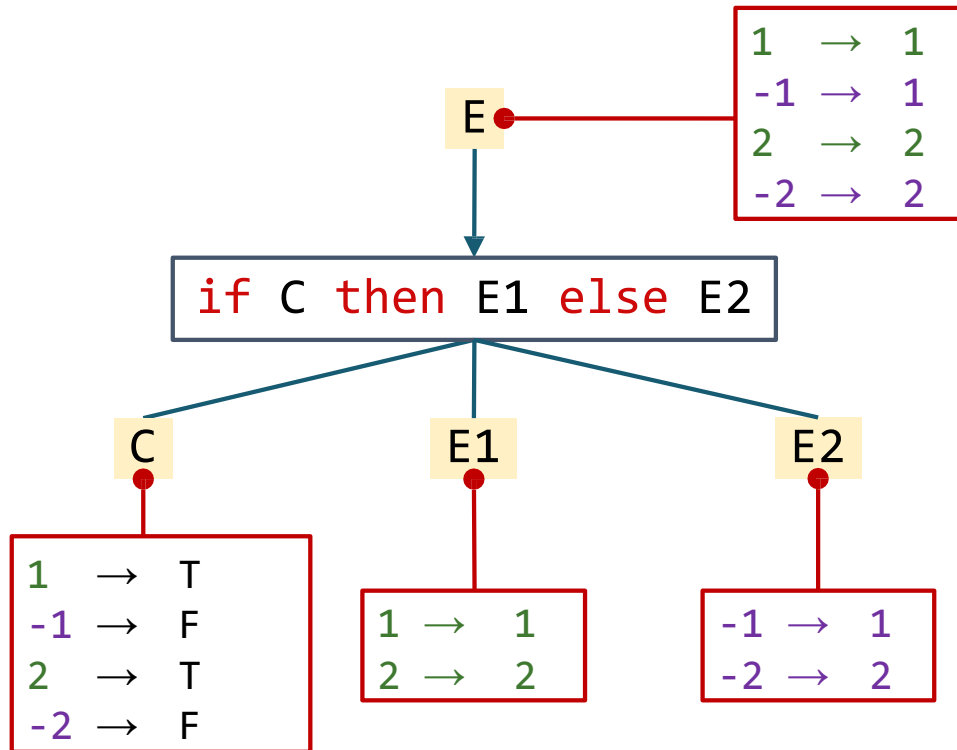 1 → 1
-1 → 1
2 → 2
-2 → 2
E
if C then E1 else E2
C
E1
E2
1 → T
-1 → F
2 → T
-2 → F
1 → 1
2 → 2
-1 → 1
-2 → 2